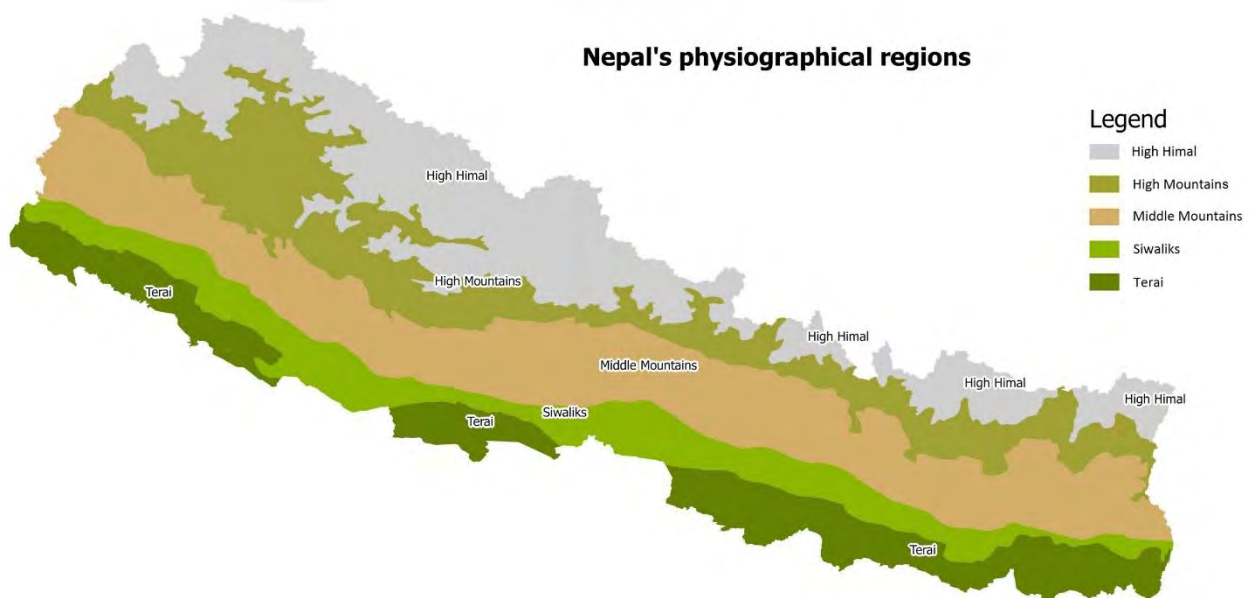 Nepal's physiographical regions
Legend
High Himal
High Mountains
Middle Mountains
Siwaliks
Terai
High Himal
High Mountains
Terai
High Himal
Middle Mountains
High Himal
High Himal
Siwaliks
Terai
Terai